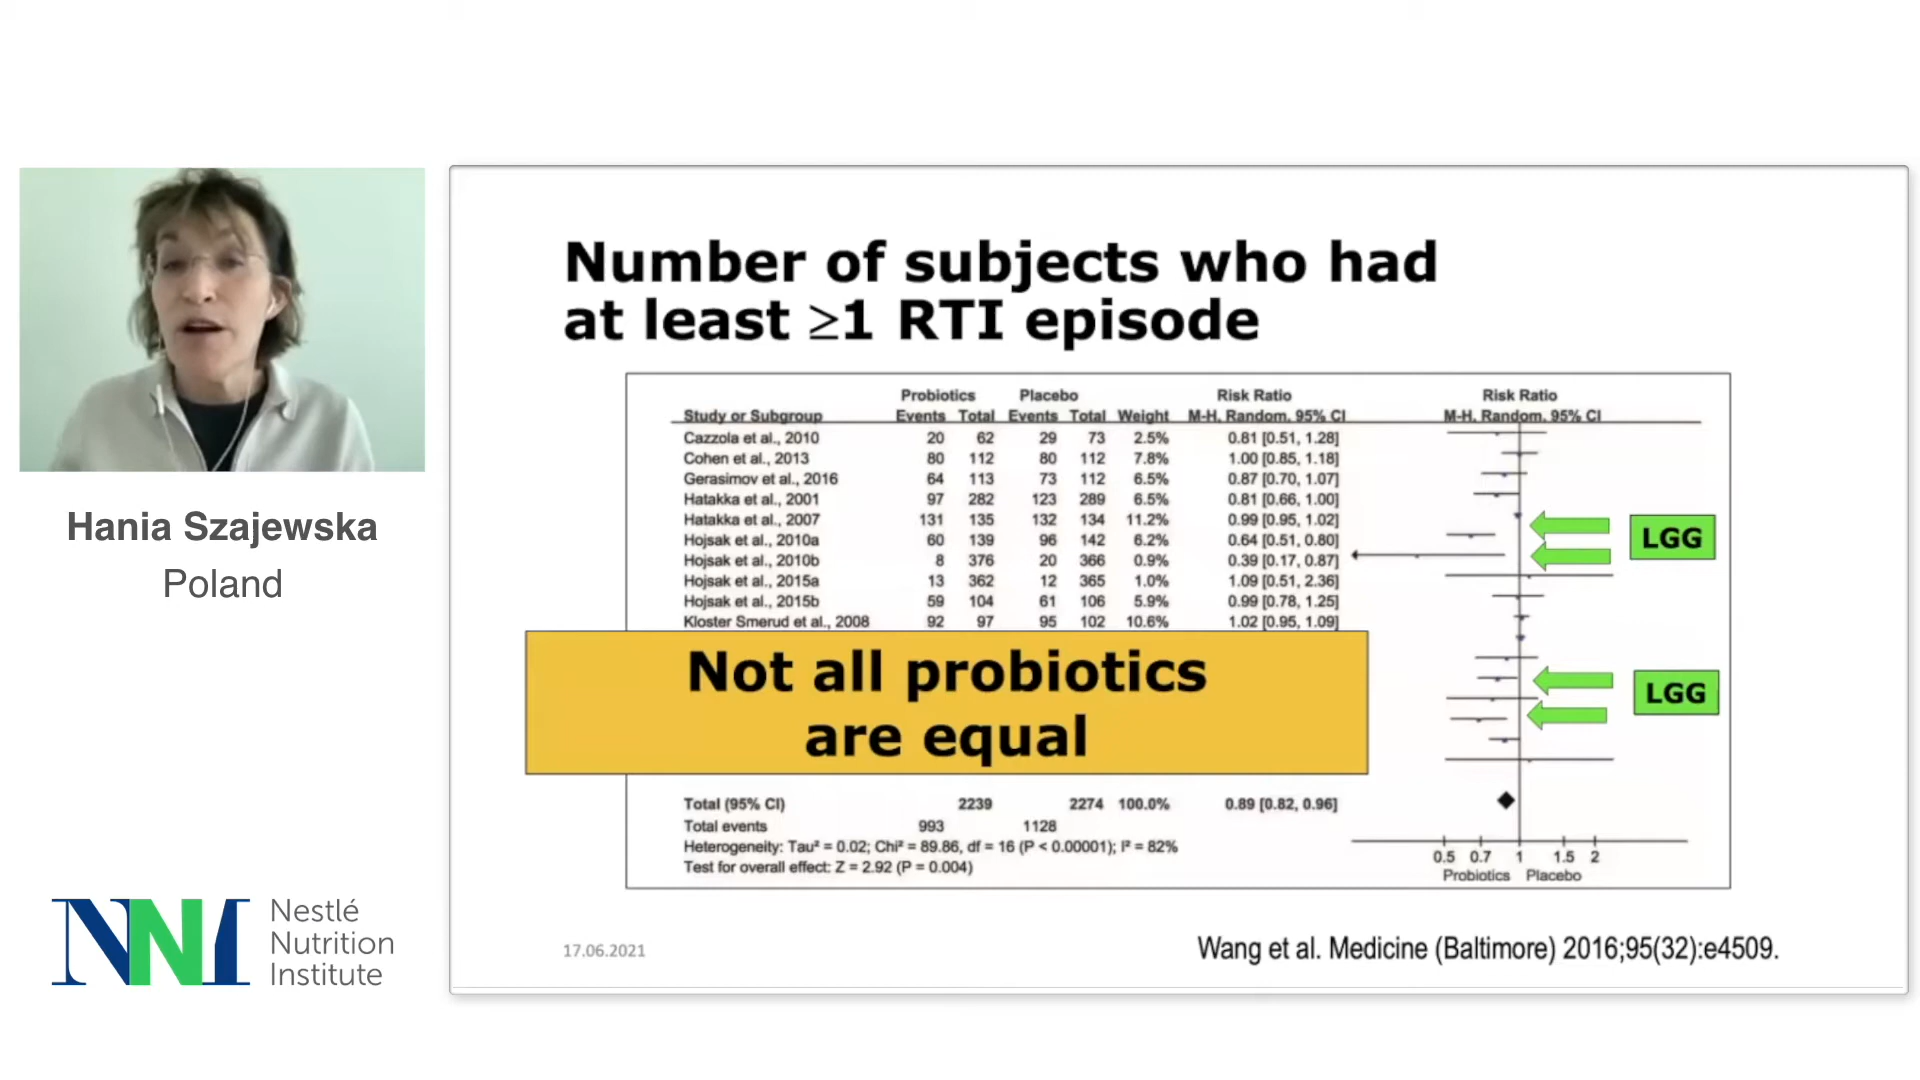 Hania Szajewska
Poland
Nestlé
Nutrition
Institute
Number of subjects who had
at least ≥1 RTI episode
Probiotics Placebo Risk Ratio Risk Ratio
Study or Subgroup Events Total Events Total Weight M-H, Random, 95% CI M-H, Random, 95% CI
Cazzola et al., 2010 20 62 29 73 2.5% 0.81 [0.51, 1.28]
Cohen et al., 2013 80 112 80 112 7.8% 1.00 [0.85, 1.18]
Gerasimov et al., 2016 64 113 73 112 6.5% 0.87 [0.70, 1.07]
Hatakka et al., 2001 97 282 123 289 6.5% 0.81 [0.66, 1.00]
Hatakka et al., 2007 131 135 132 134 11.2% 0.99 [0.95, 1.02]
Hojsak et al., 2010a 60 139 96 142 6.2% 0.64 [0.51, 0.80]
LGG
Hojsak et al., 2010b 8 376 20 366 0.9% 0.39 [0.17, 0.87]
Hojsak et al., 2015a 13 362 12 365 1.0% 1.09 [0.51, 2.36]
Hojsak et al., 2015b 59 104 61 106 5.9% 0.99 [0.78, 1.25]
Kloster Smerud et al., 2008 92 97 95 102 10.6% 1.02 [0.95, 1.09]
Not all probiotics
are equal
LGG
Total (95% CI) 2239 2274 100.0% 0.89 [0.82, 0.96]
Total events 993 1128
Heterogeneity: Tau² = 0.02; Chi² = 89.86, df = 16 (P < 0.00001); I² = 82%
Test for overall effect: Z = 2.92 (P = 0.004)
0.5 0.7 1 1.5 2
Probiotics Placebo
17.06.2021
Wang et al. Medicine (Baltimore) 2016;95(32):e4509.
NNI